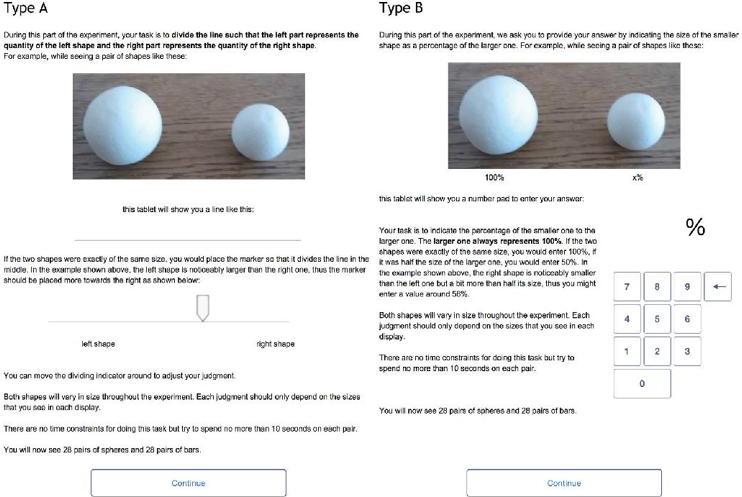 Type A
During this part of the experiment, your task is to divide the line such that the left part represents the
quantity of the left shape and the right part represents the quantity of the right shape.
For example, while seeing a pair of shapes like these:
this tablet will show you a line like this:
If the two shapes were exactly of the same size, you would place the marker so that it divides the line in the
middle. In the example shown above, the left shape is noticeably larger than the right one, thus the marker
should be placed more towards the right as shown below:
left shape
right shape
You can move the dividing indicator around to adjust your judgment.
Both shapes will vary in size throughout the experiment. Each judgment should only depend on the sizes
that you see in each display.
There are no time constraints for doing this task but try to spend no more than 10 seconds on each pair.
You will now see 28 pairs of spheres and 28 pairs of bars.
Continue
Type B
During this part of the experiment, we ask you to provide your answer by indicating the size of the smaller
shape as a percentage of the larger one. For example, while seeing a pair of shapes like these:
100%
x%
this tablet will show you a number pad to enter your answer:
Your task is to indicate the percentage of the smaller one to the
larger one. The larger one always represents 100%. If the two
shapes were exactly of the same size, you would enter 100%, if
it was half the size of the larger one, you would enter 50%. In
the example shown above, the right shape is noticeably smaller
than the left one but a bit more than half its size, thus you might
enter a value around 56%.
Both shapes will vary in size throughout the experiment. Each
judgment should only depend on the sizes that you see in each
display.
There are no time constraints for doing this task but try to
spend no more than 10 seconds on each pair.
%
7 8 9 ←
4 5 6
1 2 3
0
You will now see 28 pairs of spheres and 28 pairs of bars.
Continue